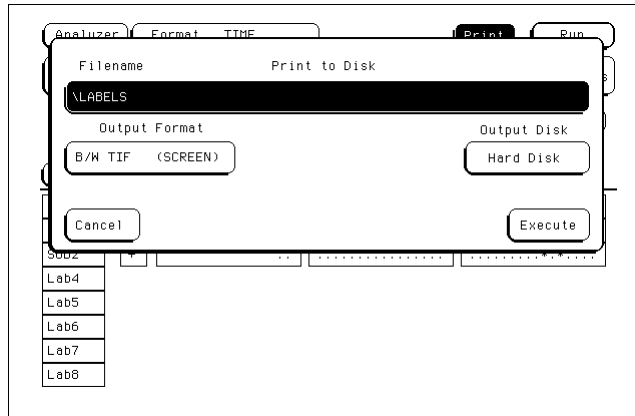 Analyzer Format TIME Print Run
Filename Print to Disk
\LABELS
Output Format Output Disk
B/W TIF (SCREEN) Hard Disk
Cancel Execute
SUB2 +
Lab4
Lab5
Lab6
Lab7
Lab8